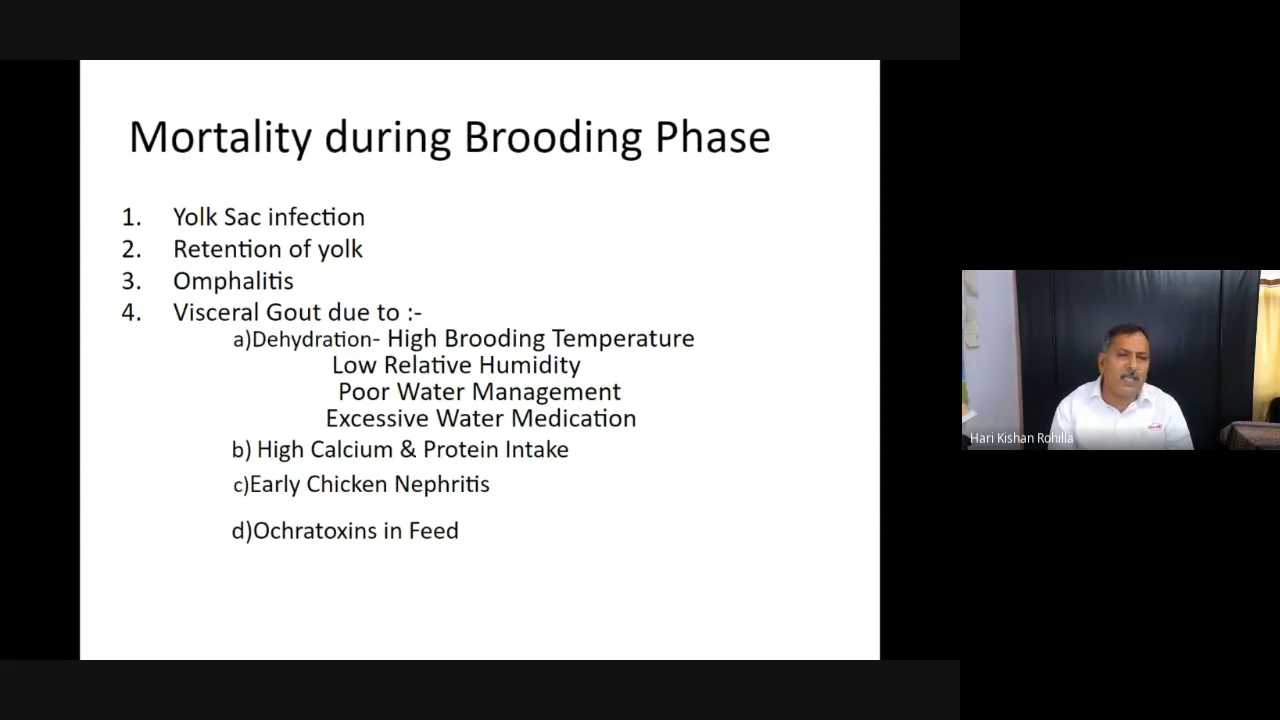 Mortality during Brooding Phase
1. Yolk Sac infection
2. Retention of yolk
3. Omphalitis
4. Visceral Gout due to :-
a)Dehydration- High Brooding Temperature
Low Relative Humidity
Poor Water Management
Excessive Water Medication
b) High Calcium & Protein Intake
c)Early Chicken Nephritis
d)Ochratoxins in Feed
Hari Kishan Rohilla